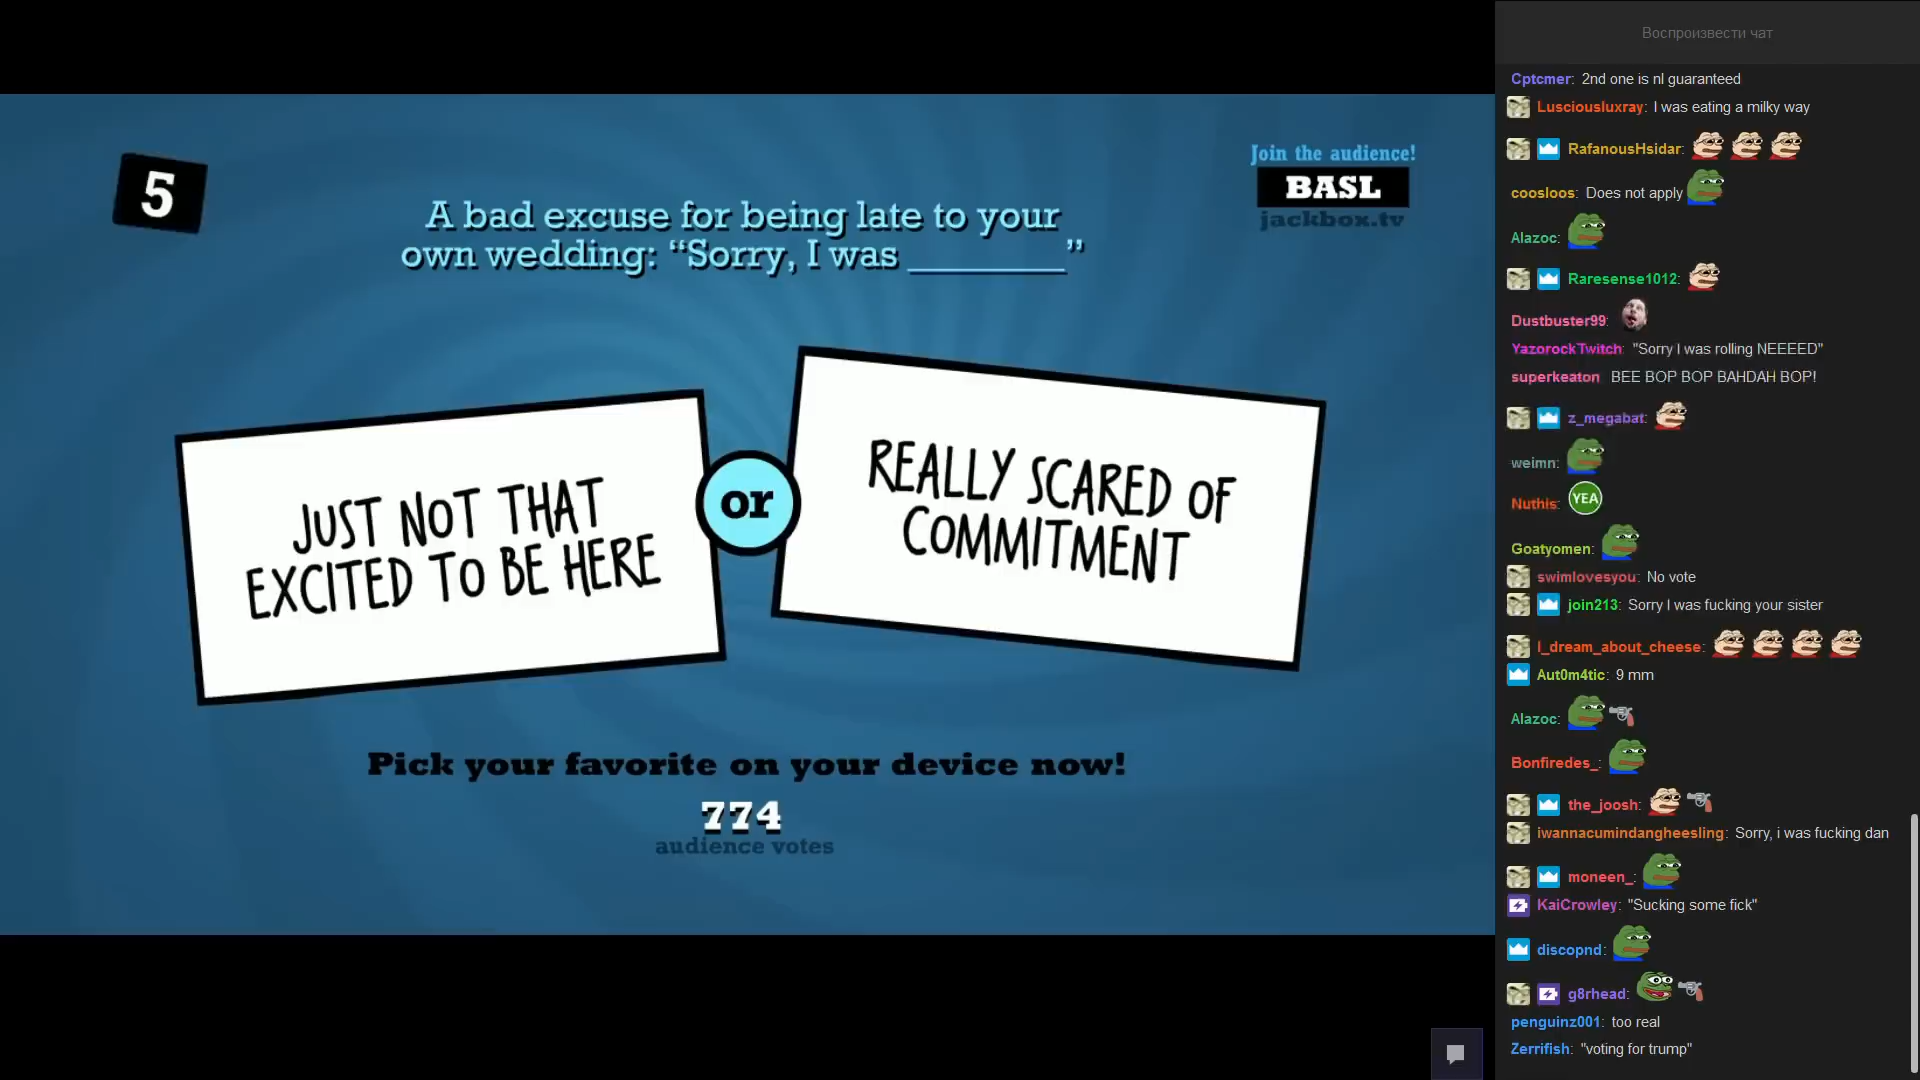 5
Join the audience!
BASL
jackbox.tv
A bad excuse for being late to your
own wedding: “Sorry, I was ________”
JUST NOT THAT
EXCITED TO BE HERE
or
REALLY SCARED OF
COMMITMENT
Pick your favorite on your device now!
774
audience votes
Воспроизвести чат
Cptcmer: 2nd one is nl guaranteed
Lusciousluxray: I was eating a milky way
RafanousHsidar:
coosloos: Does not apply
Alazoc:
Raresense1012:
Dustbuster99:
YazorockTwitch: "Sorry I was rolling NEEEED"
superkeaton: BEE BOP BOP BAHDAH BOP!
z_megabat:
weimn:
Nuthis: YEA
Goatyomen:
swimlovesyou: No vote
join213: Sorry I was fucking your sister
I_dream_about_cheese:
Aut0m4tic: 9 mm
Alazoc:
Bonfiredes_:
the_joosh:
iwannacumindangheesling: Sorry, i was fucking dan
moneen_:
KaiCrowley: "Sucking some fick"
discopnd:
g8rhead:
penguinz001: too real
Zerrifish: "voting for trump"